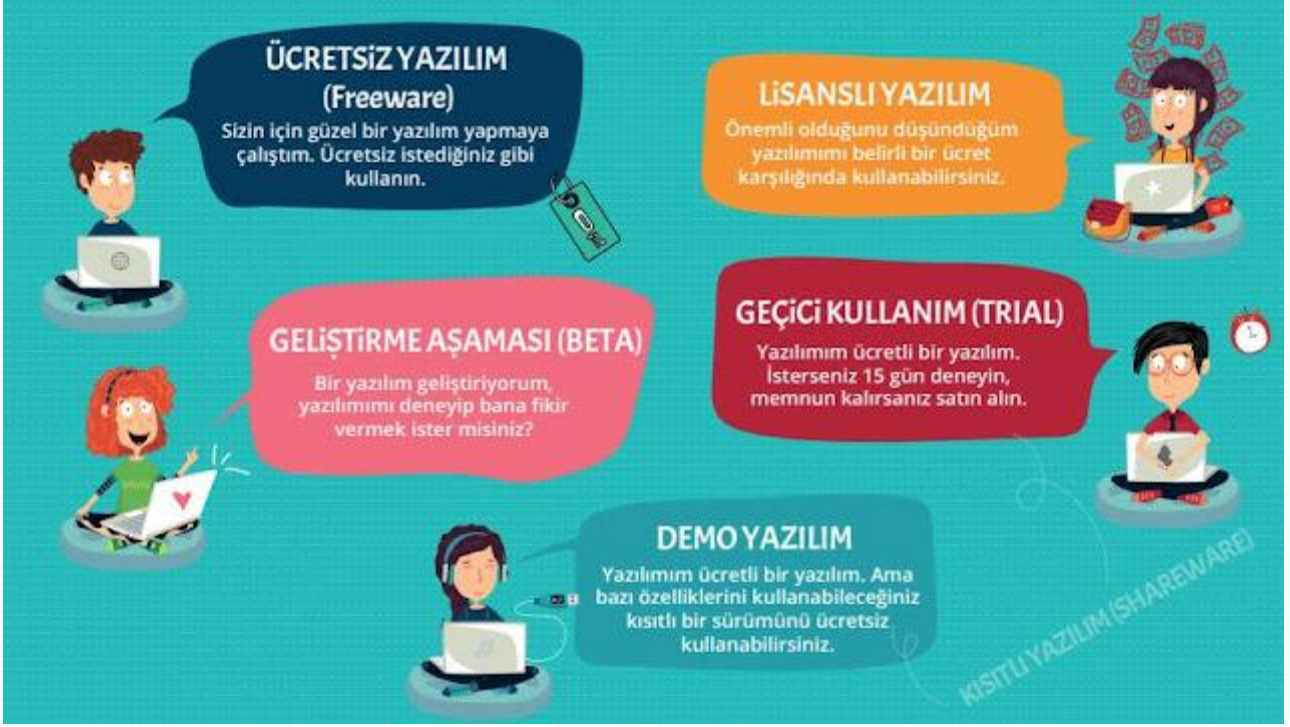 ÜCRETSİZ YAZILIM
(Freeware)
Sizin için güzel bir yazılım yapmaya
çalıştım. Ücretsiz istediğiniz gibi
kullanın.
LİSANSLI YAZILIM
Önemli olduğunu düşündüğüm
yazılımımı belirli bir ücret
karşılığında kullanabilirsiniz.
GELİŞTİRME AŞAMASI (BETA)
Bir yazılım geliştiriyorum,
yazılımımı deneyip bana fikir
vermek ister misiniz?
GEÇİCİ KULLANIM (TRIAL)
Yazılımım ücretli bir yazılım.
İsterseniz 15 gün deneyin,
memnun kalırsanız satın alın.
DEMO YAZILIM
Yazılımım ücretli bir yazılım. Ama
bazı özelliklerini kullanabileceğiniz
kısıtlı bir sürümünü ücretsiz
kullanabilirsiniz.
KISITLI YAZILIM (SHAREWARE)